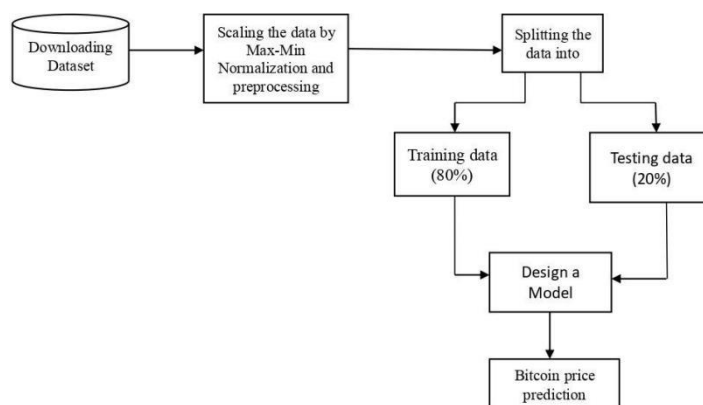 Downloading
Dataset
Scaling the data by
Max-Min
Normalization and
preprocessing
Splitting the
data into
Training data
(80%)
Testing data
(20%)
Design a
Model
Bitcoin price
prediction